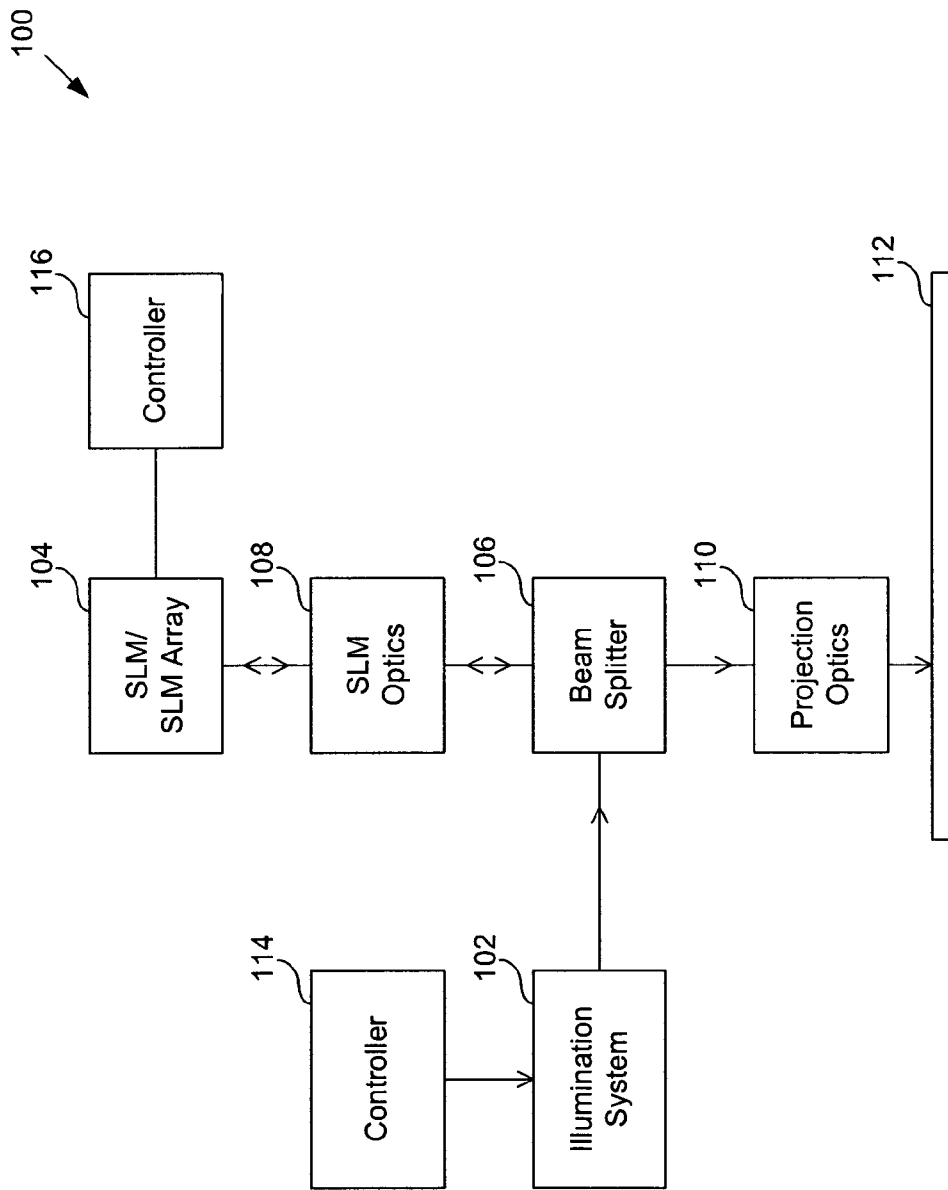 100
116
Controller
104
SLM/
SLM Array
108
SLM
Optics
106
Beam
Splitter
110
Projection
Optics
112
114
Controller
102
Illumination
System